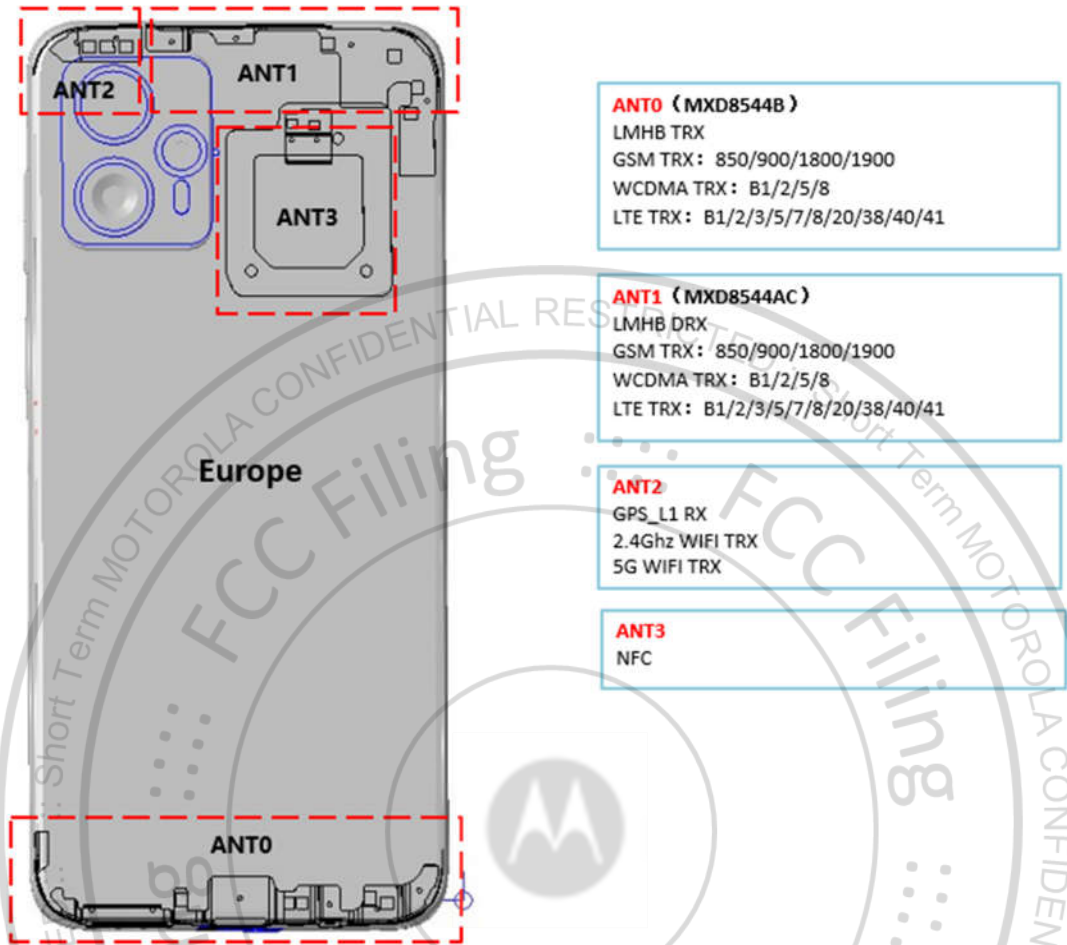 ANT2
ANT1
ANT3
Europe
ANT0
ANT0（MXD8544B）
LMHB TRX
GSM TRX：850/900/1800/1900
WCDMA TRX：B1/2/5/8
LTE TRX：B1/2/3/5/7/8/20/38/40/41
ANT1（MXD8544AC）
LMHB DRX
GSM TRX：850/900/1800/1900
WCDMA TRX：B1/2/5/8
LTE TRX：B1/2/3/5/7/8/20/38/40/41
ANT2
GPS_L1 RX
2.4Ghz WIFI TRX
5G WIFI TRX
ANT3
NFC
Short Term MOTOROLA CONFIDENTIAL RESTRICTED : Short Term MOTOROLA CONFIDEN
FCC Filing
FCC Filing